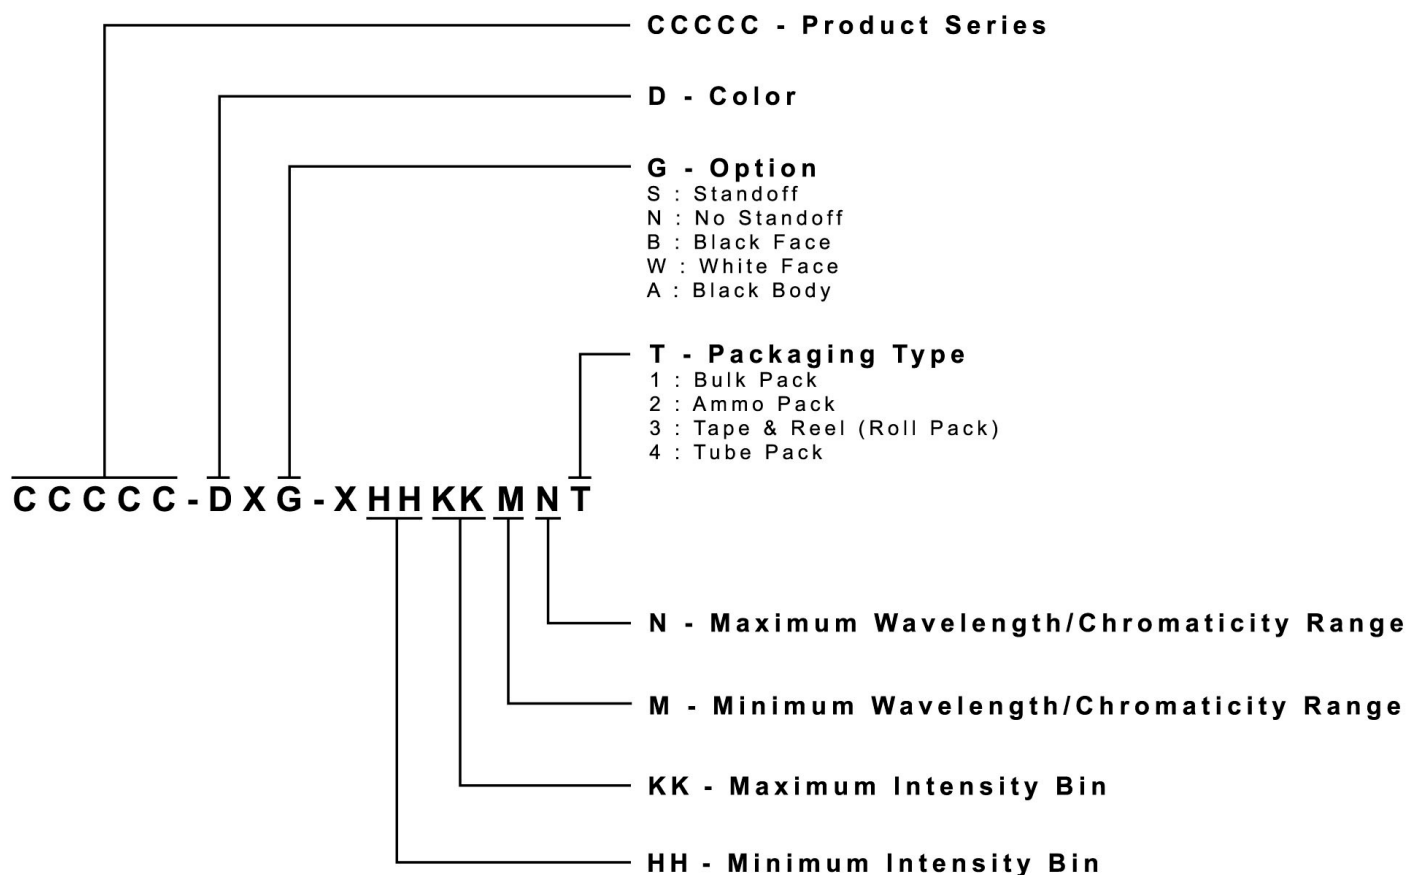 CCCCC - Product Series
D - Color
G - Option
S : Standoff
N : No Standoff
B : Black Face
W : White Face
A : Black Body
T - Packaging Type
1 : Bulk Pack
2 : Ammo Pack
3 : Tape & Reel (Roll Pack)
4 : Tube Pack
CCCCC-DXG-XHHKKMNT
N - Maximum Wavelength/Chromaticity Range
M - Minimum Wavelength/Chromaticity Range
KK - Maximum Intensity Bin
HH - Minimum Intensity Bin